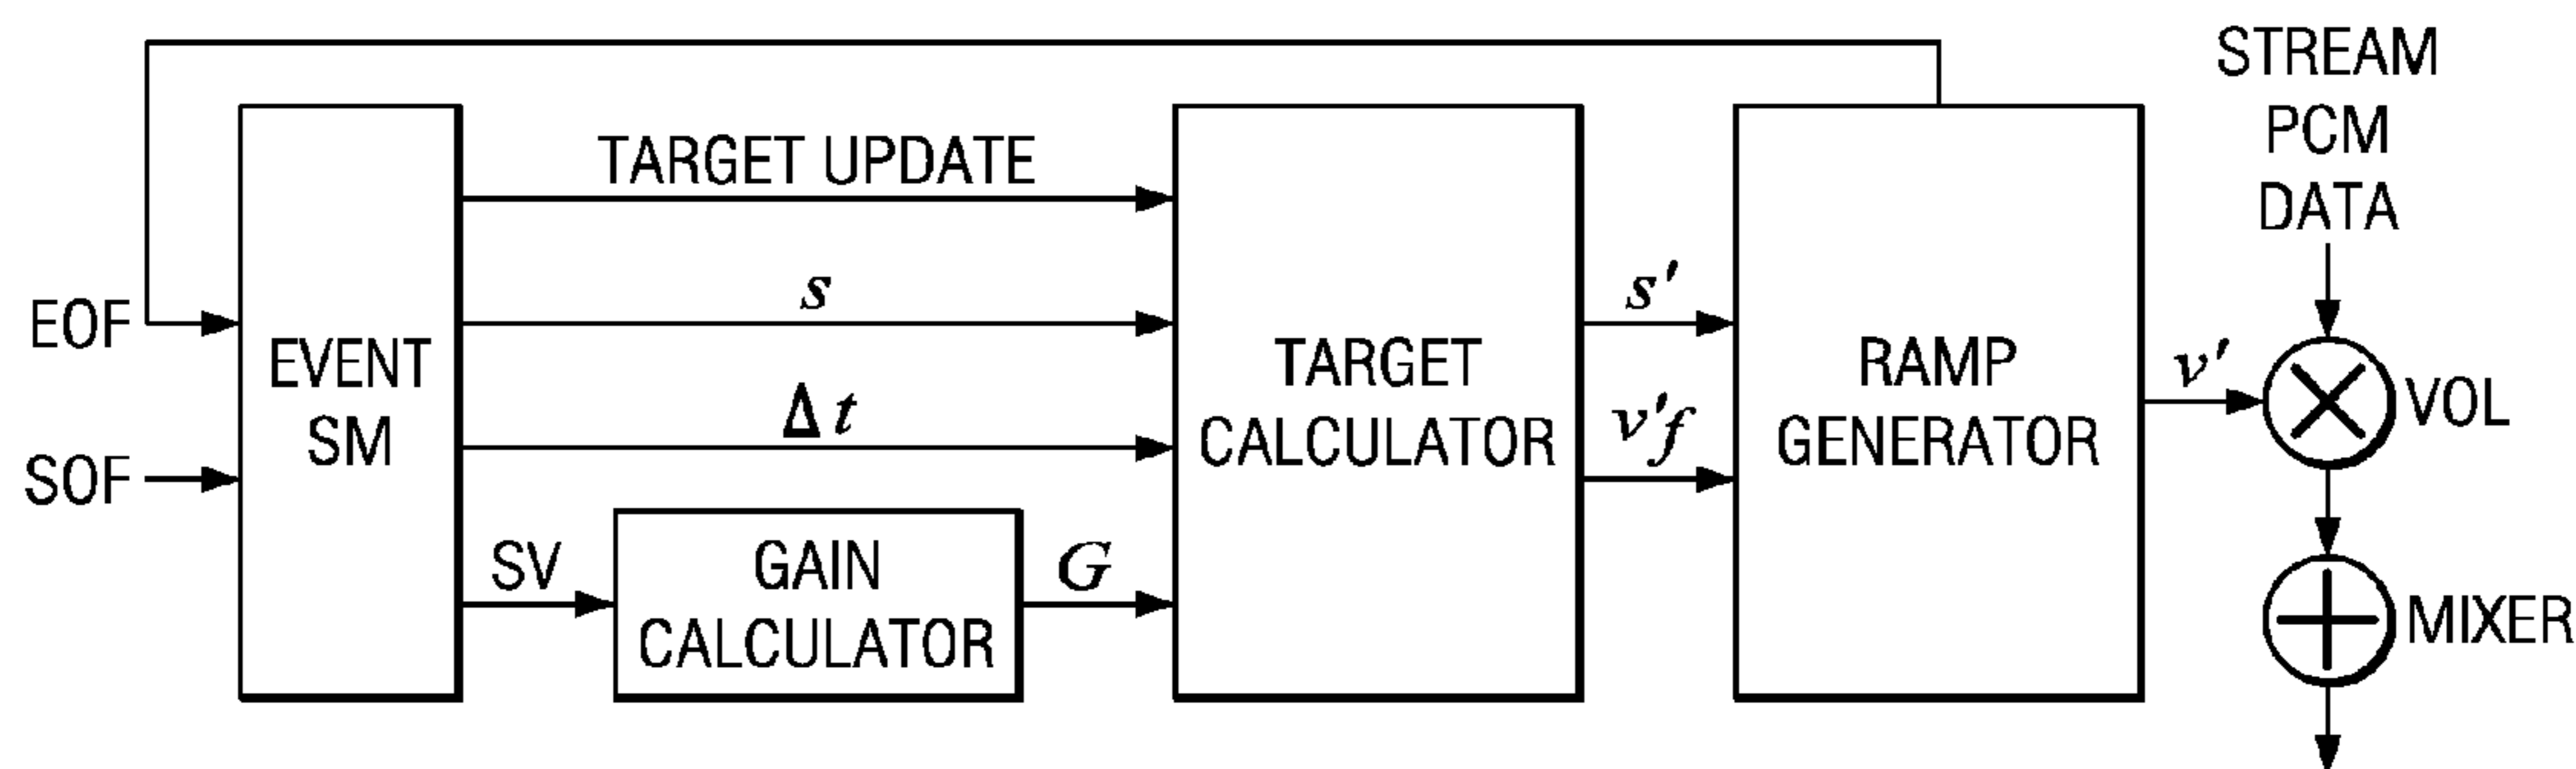 STREAM
PCM
DATA
TARGET UPDATE
s
Δt
EOF
SOF
EVENT
SM
SV
GAIN
CALCULATOR
G
TARGET
CALCULATOR
s'
v'f
RAMP
GENERATOR
v'
VOL
MIXER